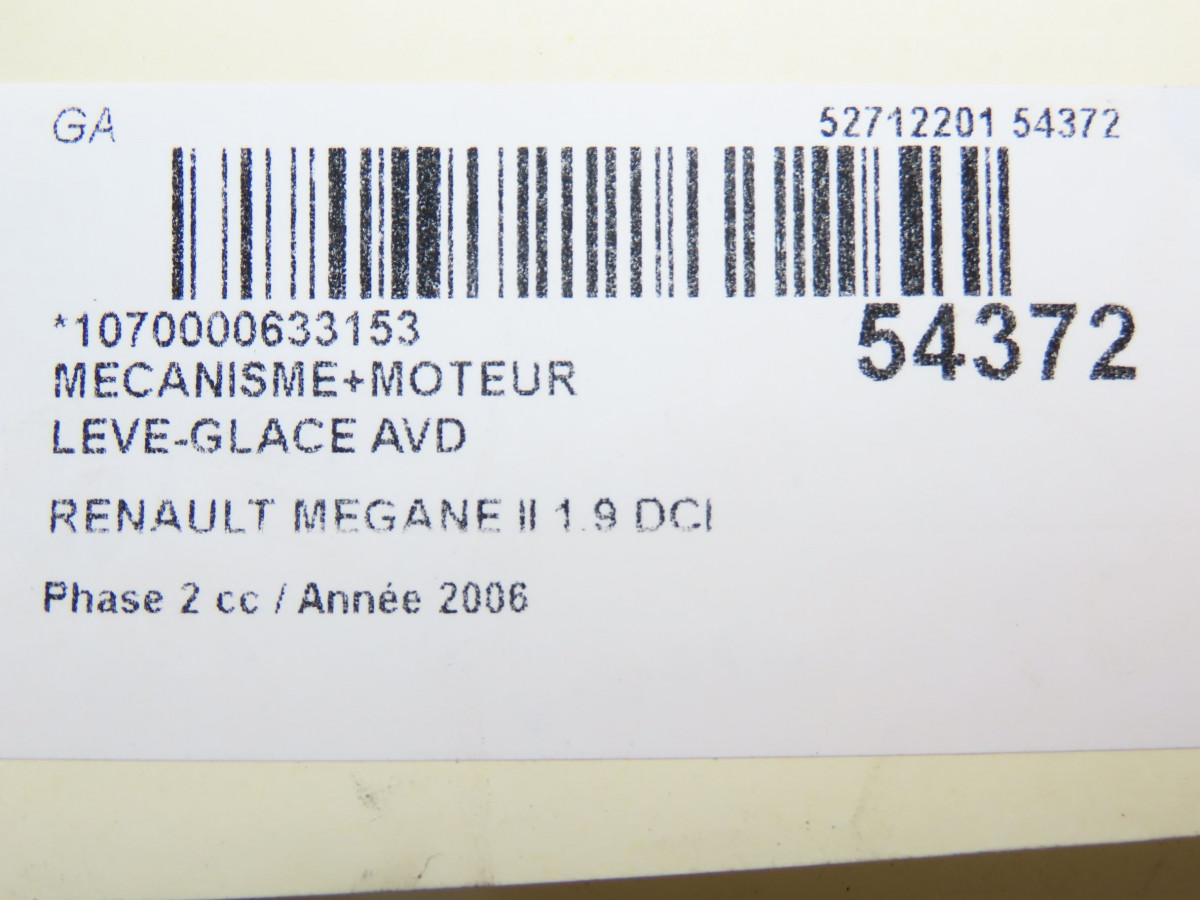 GA
52712201 54372
*1070000633153
54372
MECANISME+MOTEUR
LEVE-GLACE AVD
RENAULT MEGANE II 1.9 DCI
Phase 2 cc / Année 2006